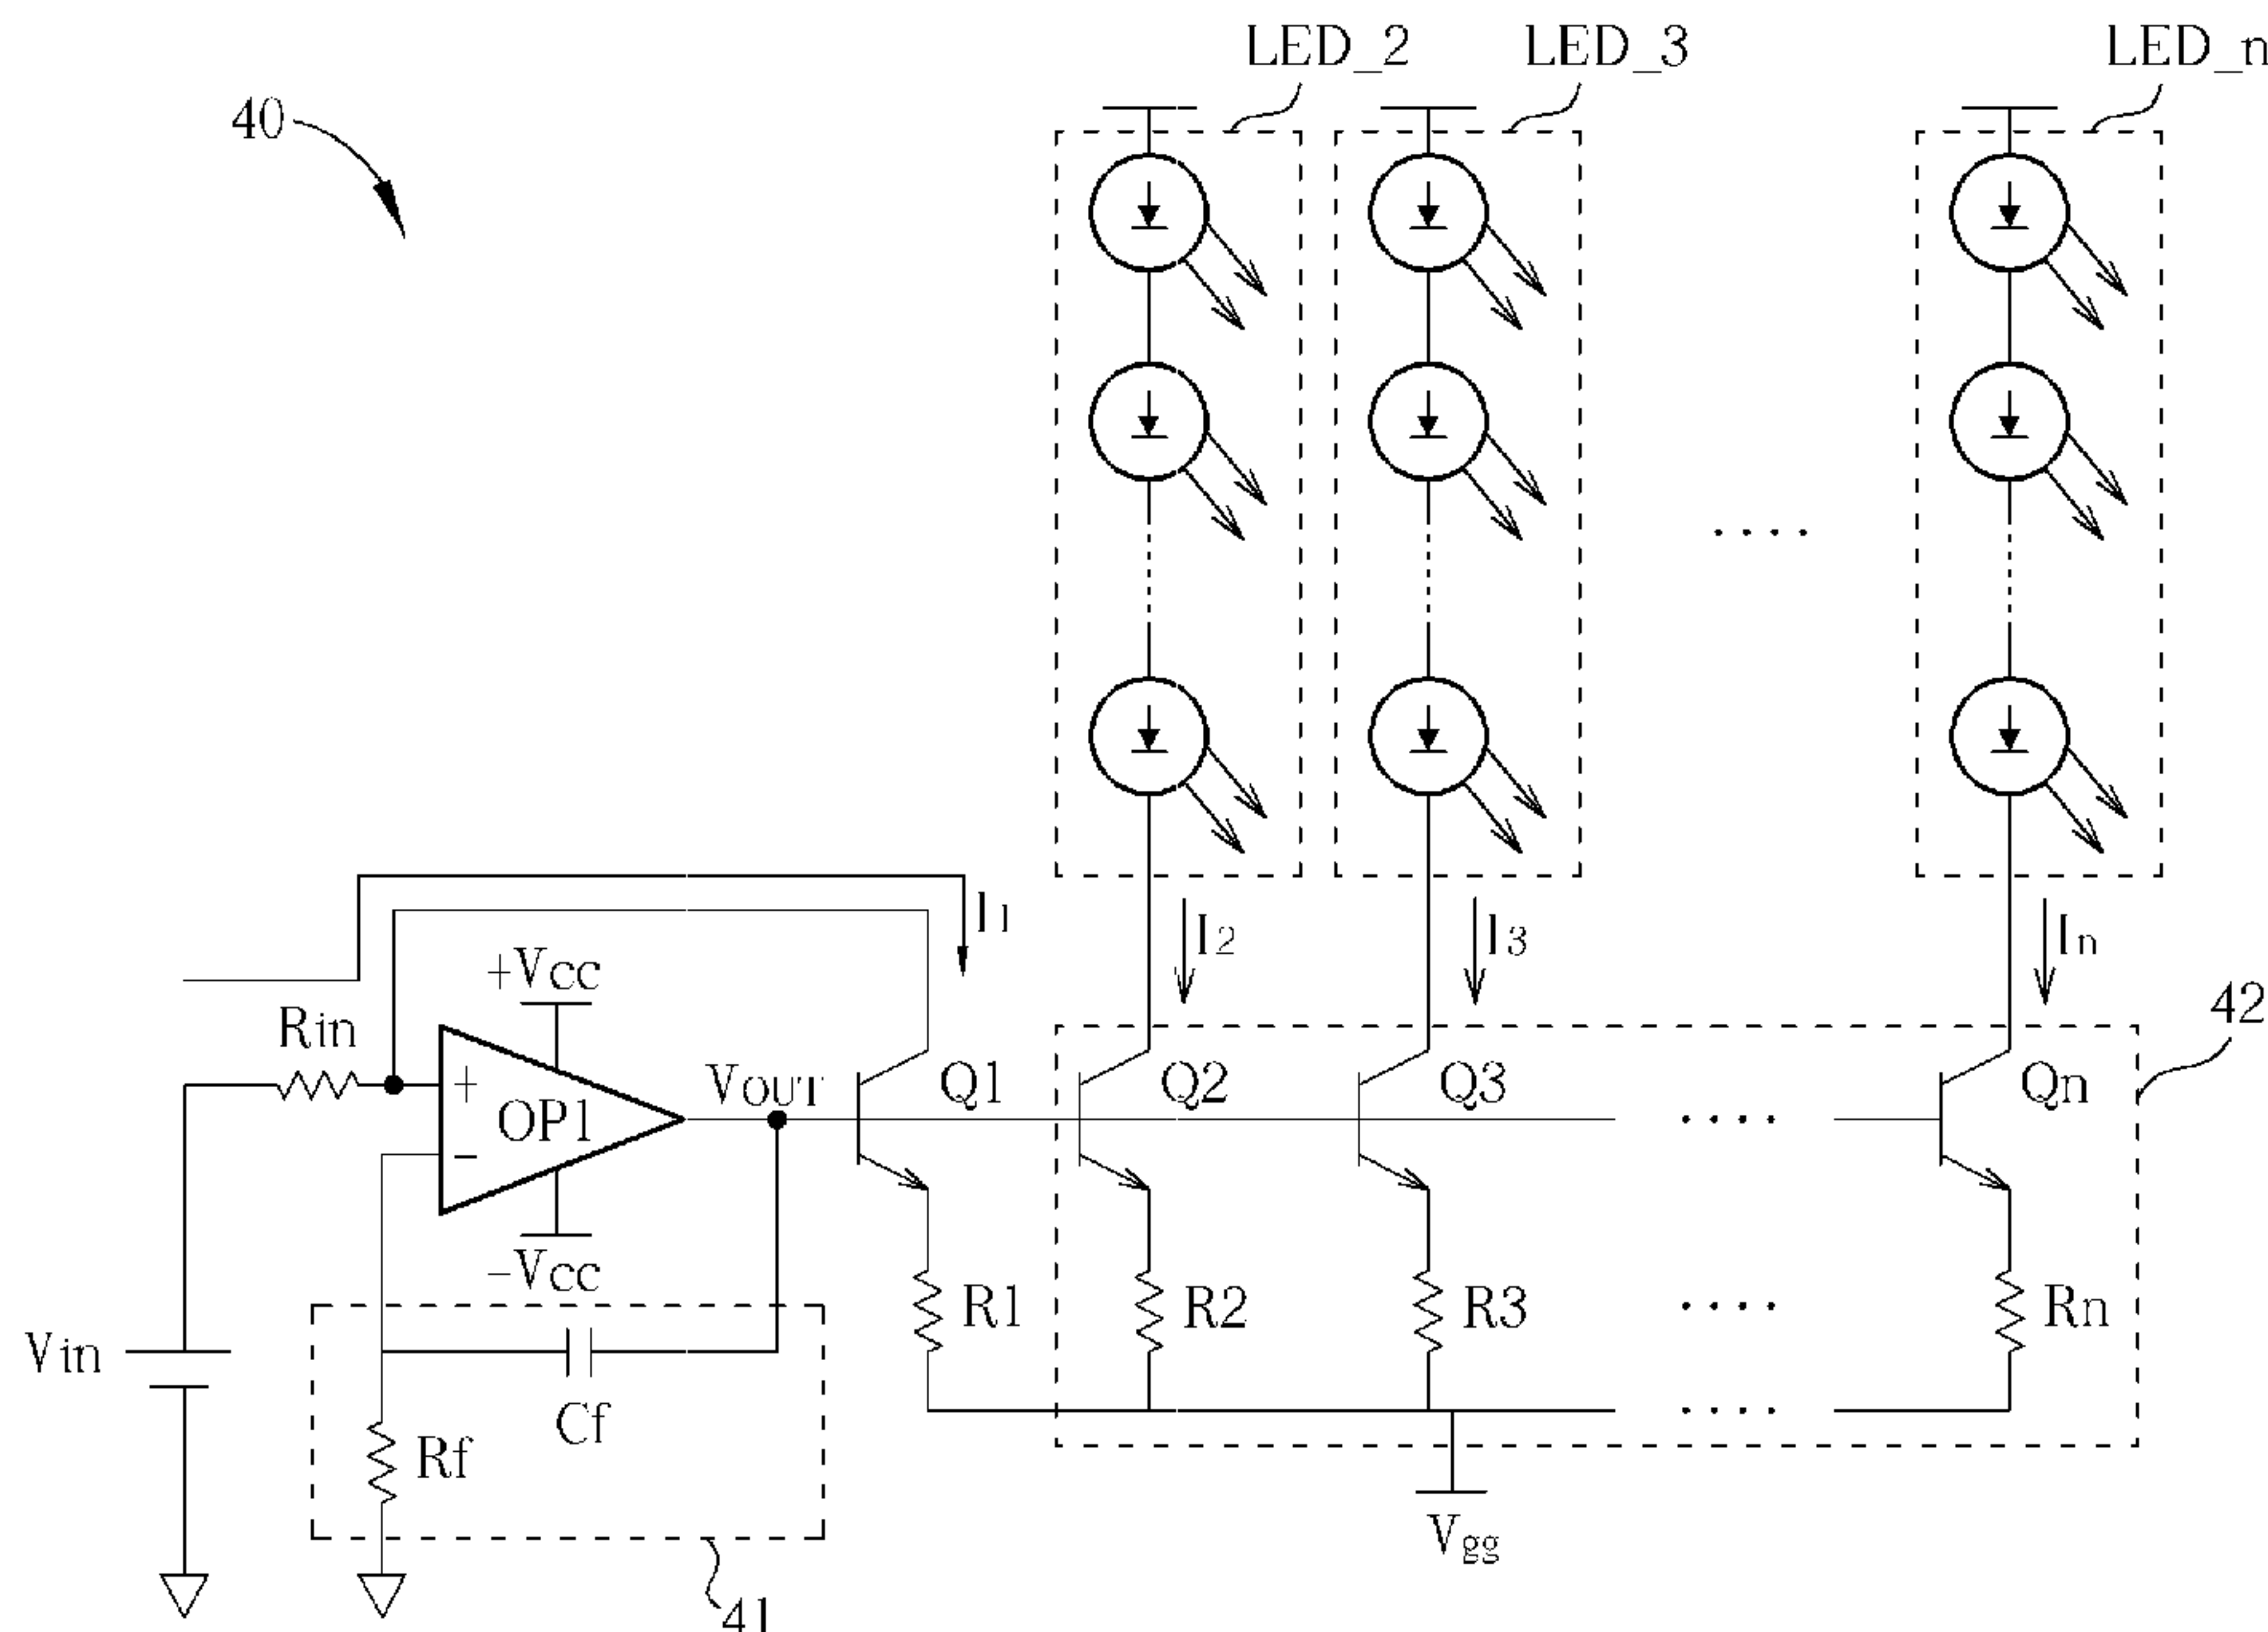 LED_2 LED_3 LED_n
40
....
I1 I2 I3 In
+VCC
42
Rin
+ OP1 −
VOUT Q1 Q2 Q3 .... Qn
−VCC
R1 R2 R3 .... Rn
Vin
Cf
Rf
....
Vgg
41